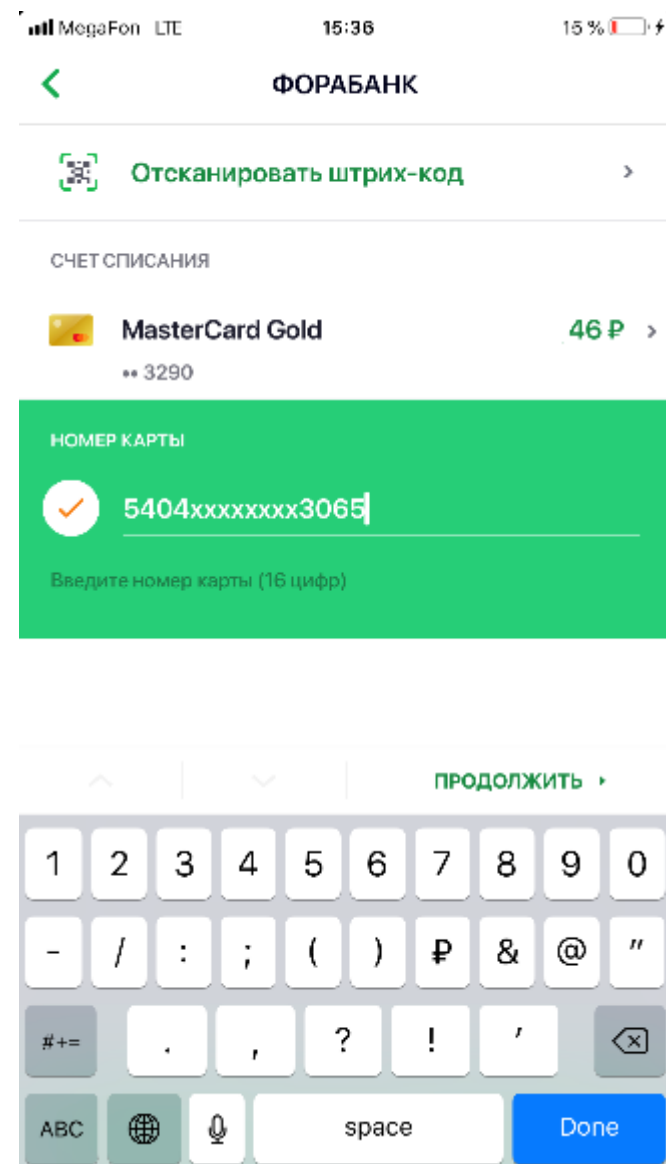 MegaFon LTE 15:36 15 %
ФОРАБАНК
Отсканировать штрих-код
СЧЕТ СПИСАНИЯ
MasterCard Gold 46 ₽
•• 3290
НОМЕР КАРТЫ
5404xxxxxxxx3065
Введите номер карты (16 цифр)
ПРОДОЛЖИТЬ
1 2 3 4 5 6 7 8 9 0
- / : ; ( ) ₽ & @ "
#+= . , ? ! '
ABC space Done